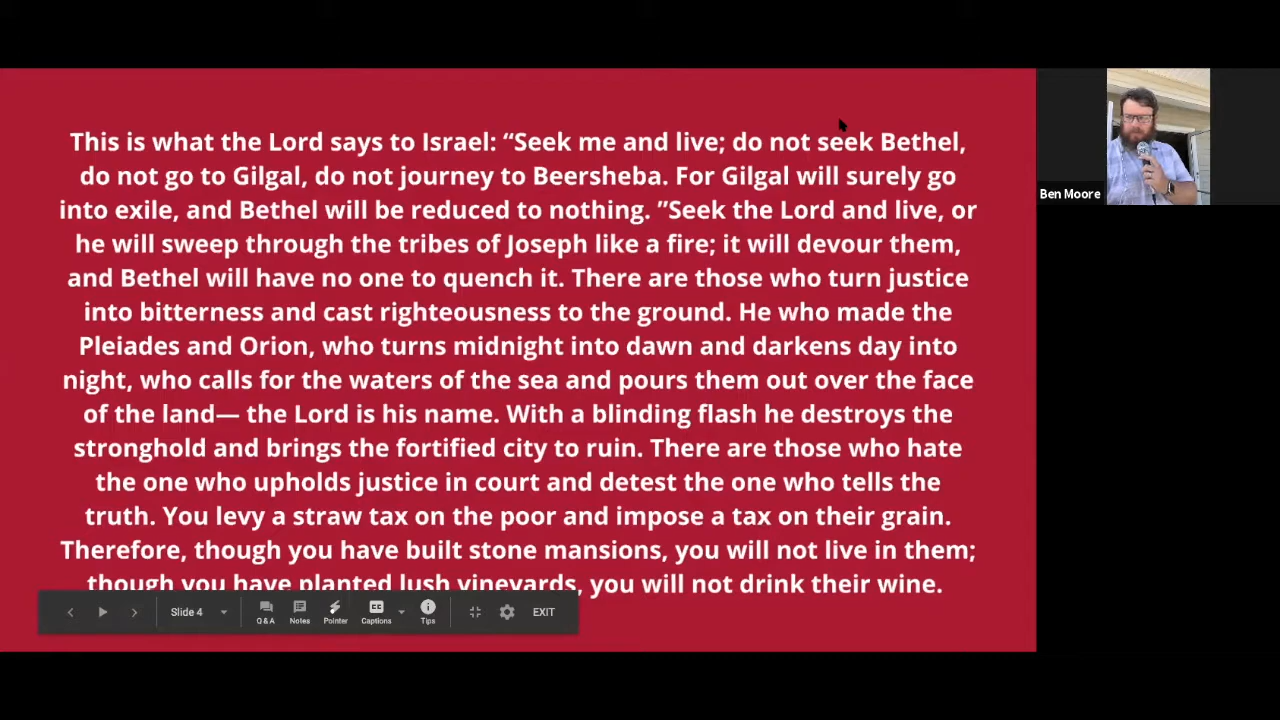 This is what the Lord says to Israel: “Seek me and live; do not seek Bethel,
do not go to Gilgal, do not journey to Beersheba. For Gilgal will surely go
into exile, and Bethel will be reduced to nothing. ”Seek the Lord and live, or
he will sweep through the tribes of Joseph like a fire; it will devour them,
and Bethel will have no one to quench it. There are those who turn justice
into bitterness and cast righteousness to the ground. He who made the
Pleiades and Orion, who turns midnight into dawn and darkens day into
night, who calls for the waters of the sea and pours them out over the face
of the land— the Lord is his name. With a blinding flash he destroys the
stronghold and brings the fortified city to ruin. There are those who hate
the one who upholds justice in court and detest the one who tells the
truth. You levy a straw tax on the poor and impose a tax on their grain.
Therefore, though you have built stone mansions, you will not live in them;
though you have planted lush vineyards, you will not drink their wine.
Slide 4
Q&A
Notes
Pointer
CC
Captions
Tips
EXIT
Ben Moore